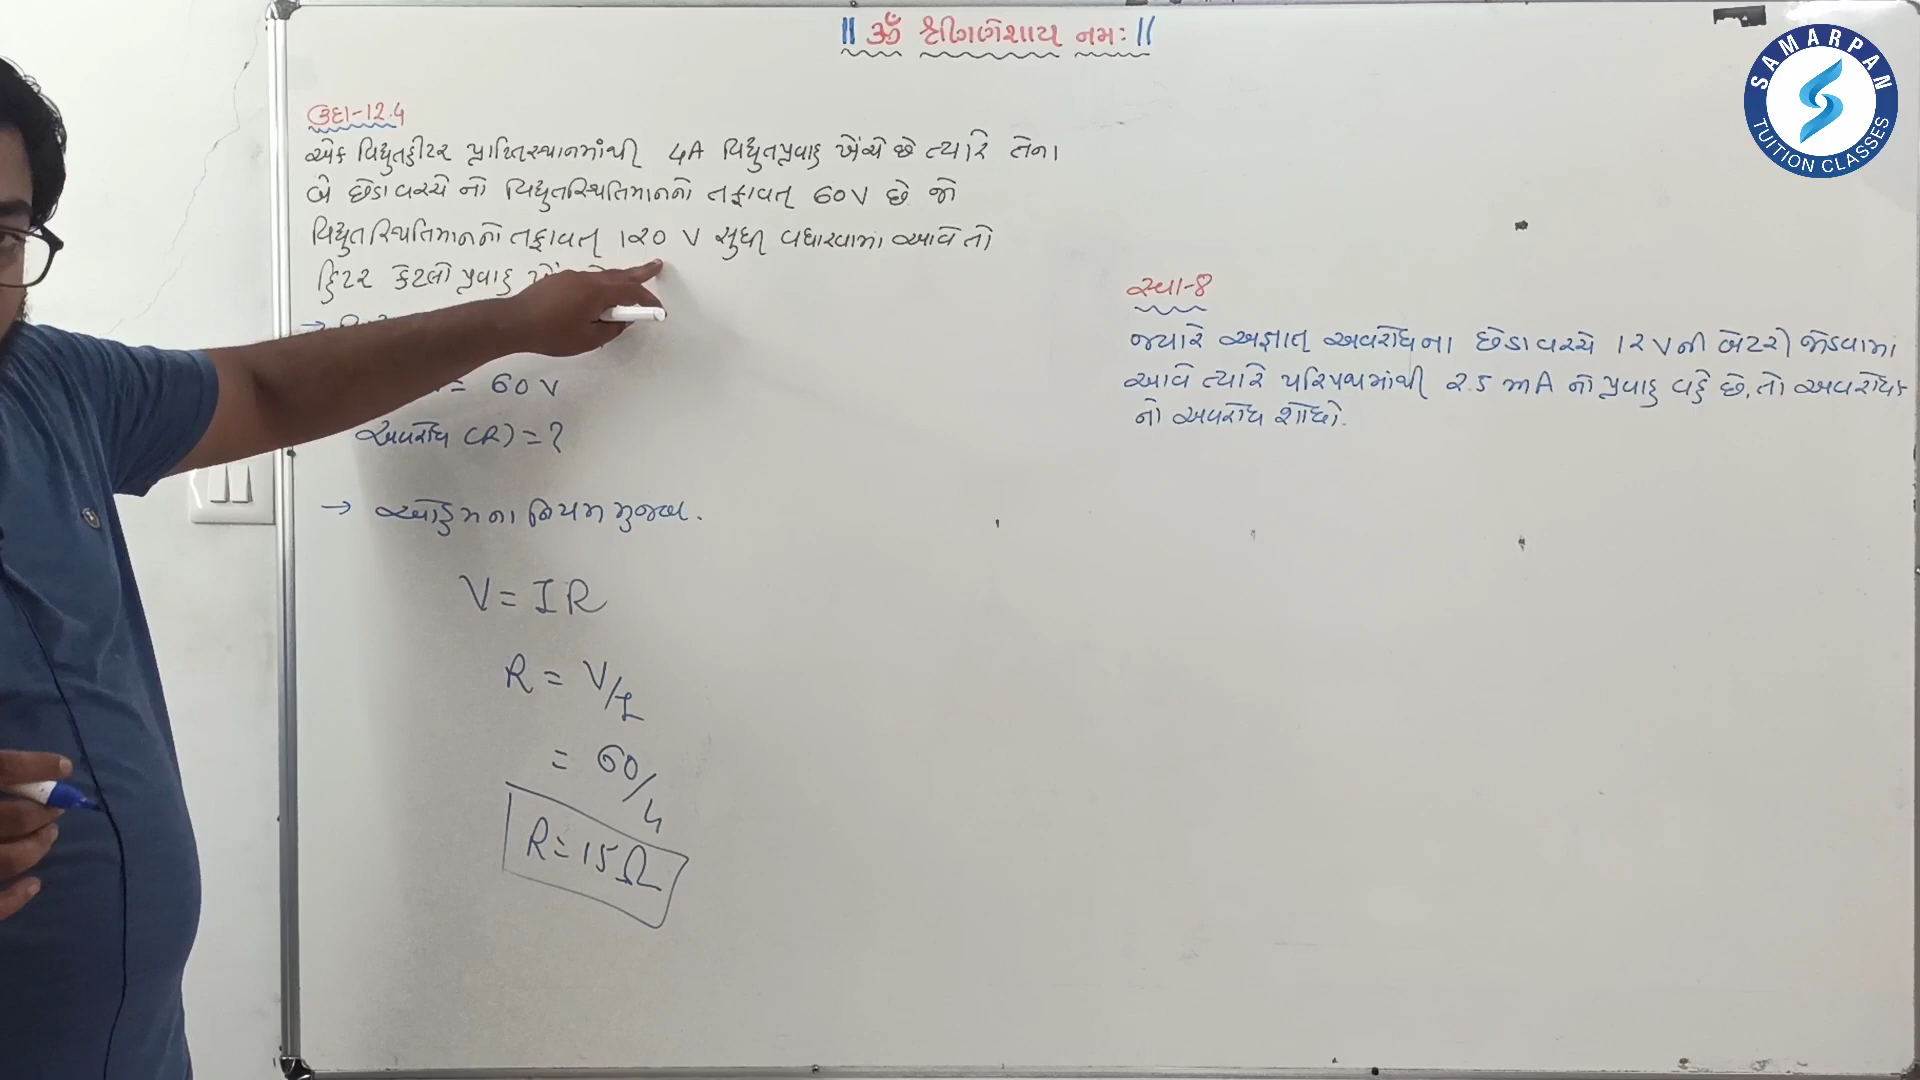 || ૐ શ્રી ગણેશાય નમઃ ||
SAMARPAN
TUITION CLASSES
ઉદા-12.4
એક વિદ્યુતહીટર પ્રાપ્તિસ્થાનમાંથી 4A વિદ્યુતપ્રવાહ ખેંચે છે ત્યારે તેના
બે છેડા વચ્ચે નો વિદ્યુતસ્થિતિમાનનો તફાવત 60V છે જો
વિદ્યુતસ્થિતિમાનનો તફાવત્ 120 V સુધી વધારવામાં આવે તો
હિટર કેટલો પ્રવાહ
= 60 V
અવરોધ (R) = ?
→ ઓહમના નિયમ મુજબ.
V = IR
R = V/I
= 60/4
R = 15Ω
સ્વા-8
જ્યારે અજ્ઞાત અવરોધના છેડા વચ્ચે 12 V ની બેટરી જોડવામાં
આવે ત્યારે પરિપથમાંથી 2.5 mA નો પ્રવાહ વહે છે, તો અવરોધક
નો અવરોધ શોધો.